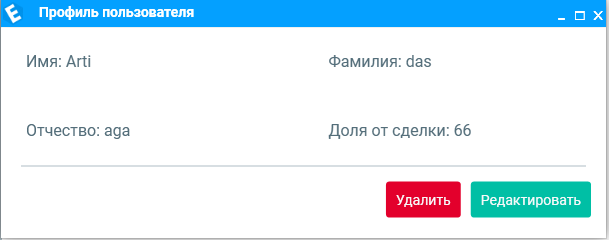 Профиль пользователя
Имя: Arti
Фамилия: das
Отчество: aga
Доля от сделки: 66
Удалить
Редактировать